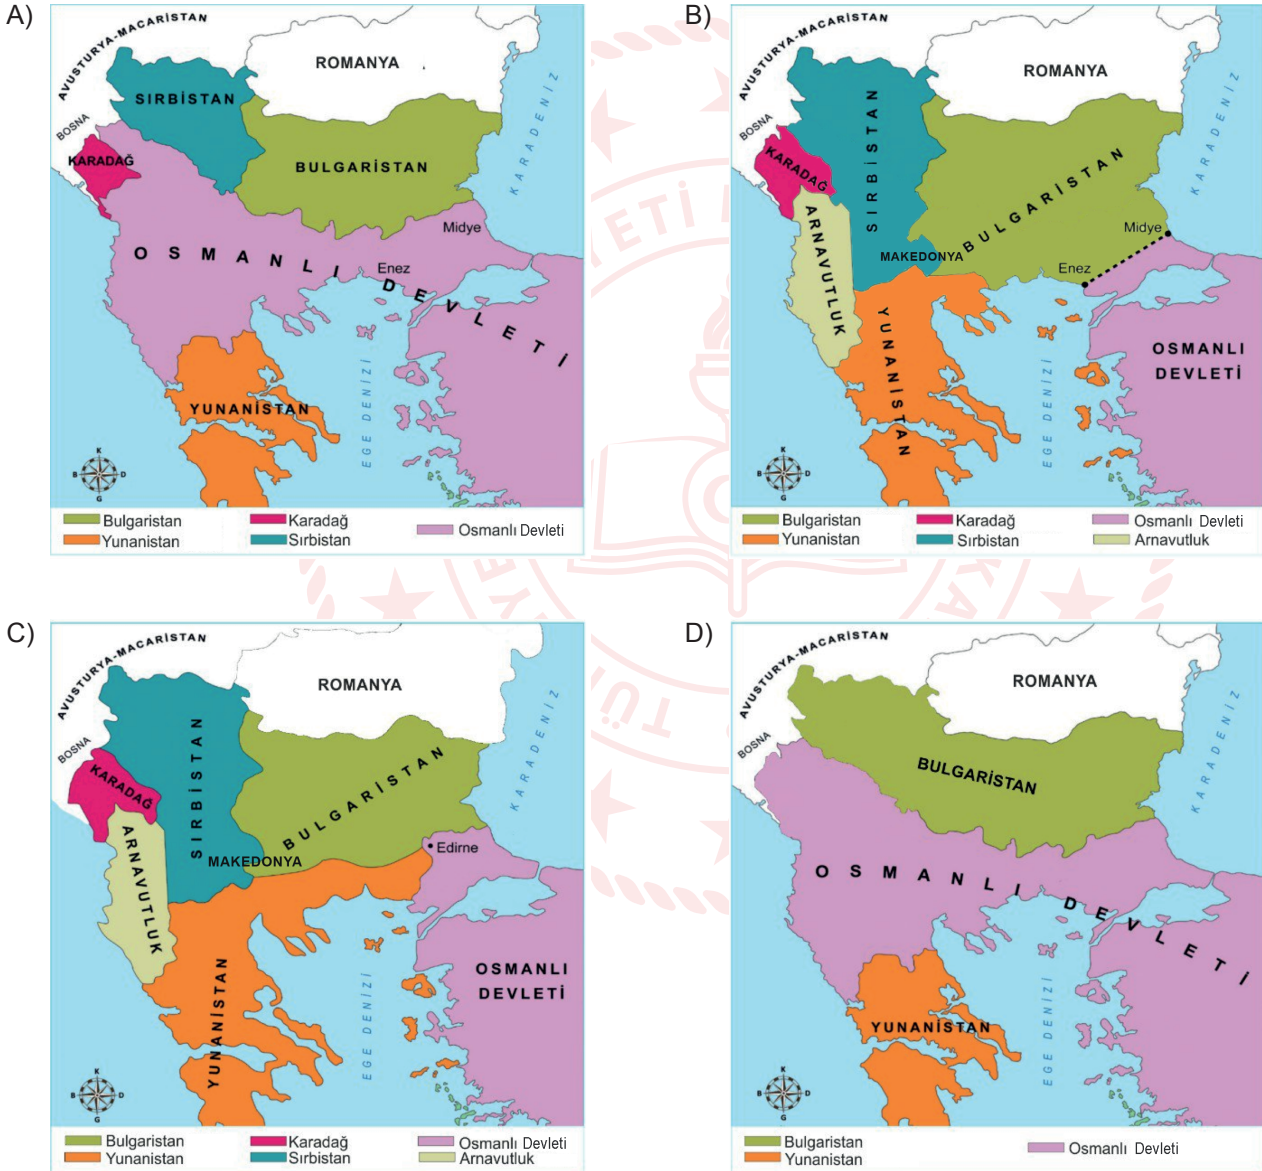 A)
AVUSTURYA-MACARİSTAN
ROMANYA
SIRBİSTAN
BOSNA
KARADAĞ
BULGARİSTAN
KARADENİZ
Midye
OSMANLI DEVLETİ
Enez
YUNANİSTAN
EGE DENİZİ
K
B D
G
Bulgaristan
Karadağ
Osmanlı Devleti
Yunanistan
Sırbistan
B)
AVUSTURYA-MACARİSTAN
ROMANYA
SIRBİSTAN
BOSNA
KARADAĞ
BULGARİSTAN
KARADENİZ
ARNAVUTLUK
MAKEDONYA
Midye
Enez
YUNANİSTAN
EGE DENİZİ
OSMANLI
DEVLETİ
K
B D
G
Bulgaristan
Karadağ
Osmanlı Devleti
Yunanistan
Sırbistan
Arnavutluk
C)
AVUSTURYA-MACARİSTAN
ROMANYA
SIRBİSTAN
BOSNA
KARADAĞ
BULGARİSTAN
KARADENİZ
ARNAVUTLUK
MAKEDONYA
Edirne
YUNANİSTAN
EGE DENİZİ
OSMANLI
DEVLETİ
K
B D
G
Bulgaristan
Karadağ
Osmanlı Devleti
Yunanistan
Sırbistan
Arnavutluk
D)
AVUSTURYA-MACARİSTAN
ROMANYA
BOSNA
BULGARİSTAN
KARADENİZ
OSMANLI DEVLETİ
YUNANİSTAN
EGE DENİZİ
K
B D
G
Bulgaristan
Osmanlı Devleti
Yunanistan